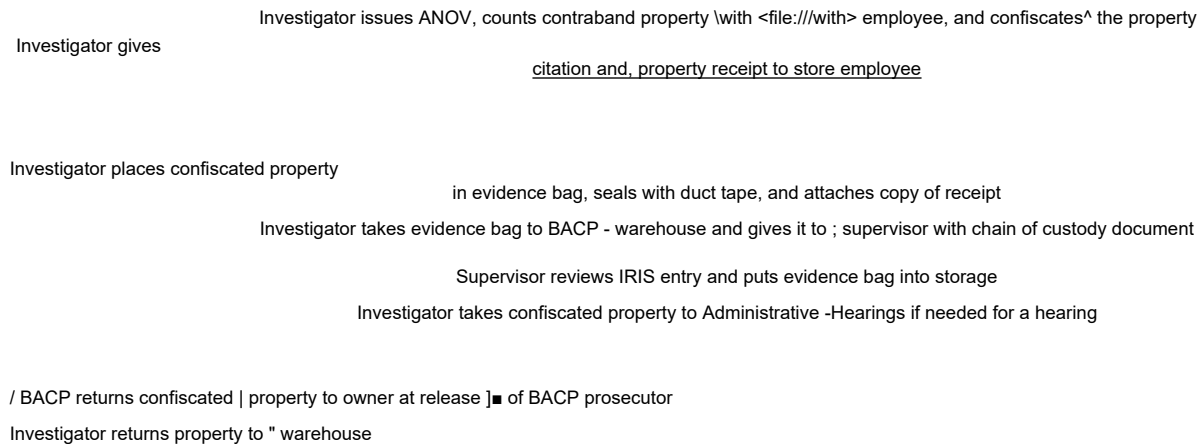 Investigator issues ANOV, counts contraband property \with <file:///with> employee, and confiscates^ the property
Investigator gives
citation and, property receipt to store employee
Investigator places confiscated property
in evidence bag, seals with duct tape, and attaches copy of receipt
Investigator takes evidence bag to BACP - warehouse and gives it to ; supervisor with chain of custody document
Supervisor reviews IRIS entry and puts evidence bag into storage
Investigator takes confiscated property to Administrative -Hearings if needed for a hearing
/ BACP returns confiscated | property to owner at release ]■ of BACP prosecutor
Investigator returns property to " warehouse